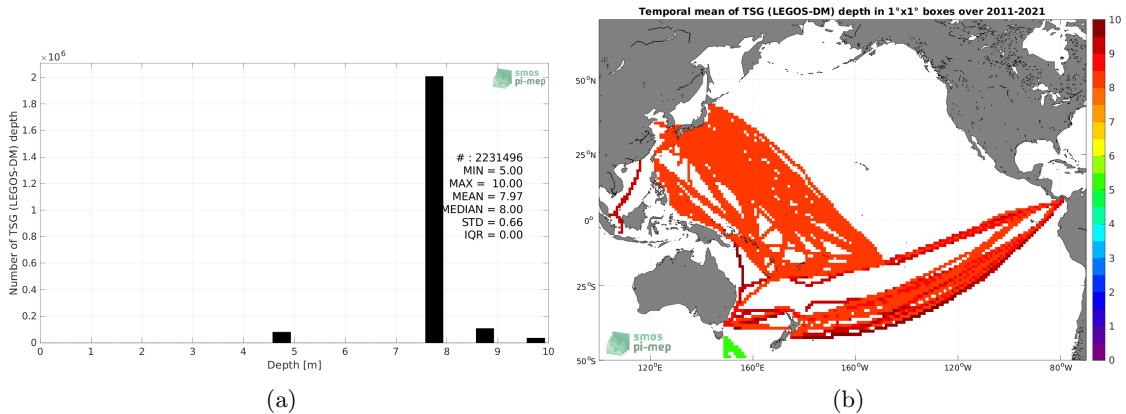 ×10⁶
2
1.8
1.6
1.4
1.2
1
0.8
0.6
0.4
0.2
0
Number of TSG (LEGOS-DM) depth
smos
pi-mep
# : 2231496
MIN = 5.00
MAX = 10.00
MEAN = 7.97
MEDIAN = 8.00
STD = 0.66
IQR = 0.00
0 1 2 3 4 5 6 7 8 9 10
Depth [m]
(a)
Temporal mean of TSG (LEGOS-DM) depth in 1°x1° boxes over 2011-2021
50°N
25°N
0°
25°S
50°S
smos
pi-mep
120°E 160°E 160°W 120°W 80°W
10
9
8
7
6
5
4
3
2
1
0
(b)